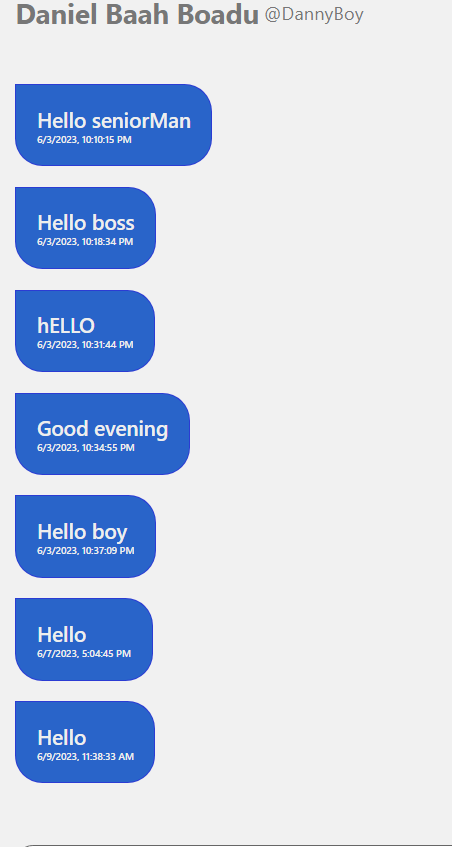 Daniel Baah Boadu @DannyBoy
Hello seniorMan
6/3/2023, 10:10:15 PM
Hello boss
6/3/2023, 10:18:34 PM
hELLO
6/3/2023, 10:31:44 PM
Good evening
6/3/2023, 10:34:55 PM
Hello boy
6/3/2023, 10:37:09 PM
Hello
6/7/2023, 5:04:45 PM
Hello
6/9/2023, 11:38:33 AM